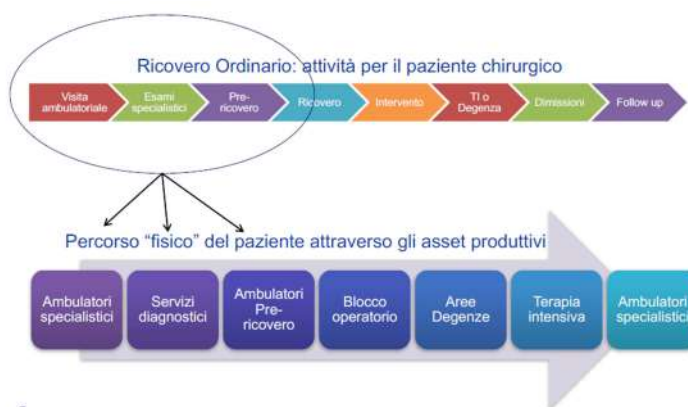 Ricovero Ordinario: attività per il paziente chirurgico
Visita
ambulatoriale
Esami
specialistici
Pre-
ricovero
Ricovero
Intervento
TI o
Degenza
Dimissioni
Follow up
Percorso “fisico” del paziente attraverso gli asset produttivi
Ambulatori
specialistici
Servizi
diagnostici
Ambulatori
Pre-
ricovero
Blocco
operatorio
Aree
Degenze
Terapia
intensiva
Ambulatori
specialistici